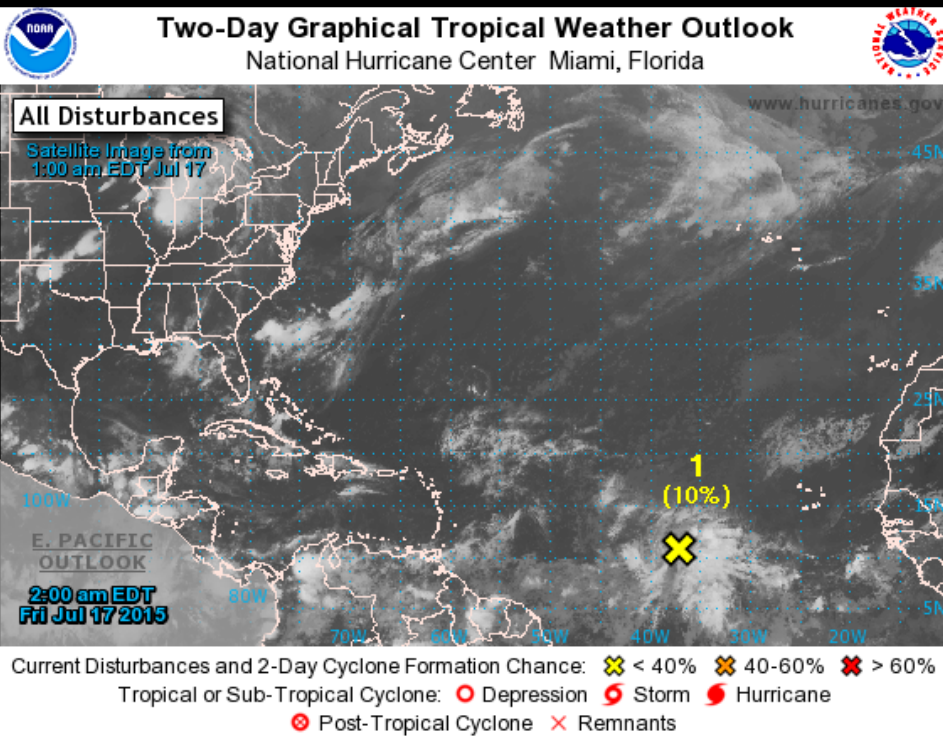 NOAA
Two-Day Graphical Tropical Weather Outlook
National Hurricane Center  Miami, Florida
NATIONAL WEATHER
www.hurricanes.gov
All Disturbances
Satellite Image from
1:00 am EDT Jul 17
45N
35N
25N
1
(10%)
100W
15N
E. PACIFIC
OUTLOOK
2:00 am EDT
Fri Jul 17 2015
80W
5N
70W
60W
50W
40W
30W
20W
Current Disturbances and 2-Day Cyclone Formation Chance: < 40% 40-60% > 60%
Tropical or Sub-Tropical Cyclone: Depression Storm Hurricane
Post-Tropical Cyclone Remnants